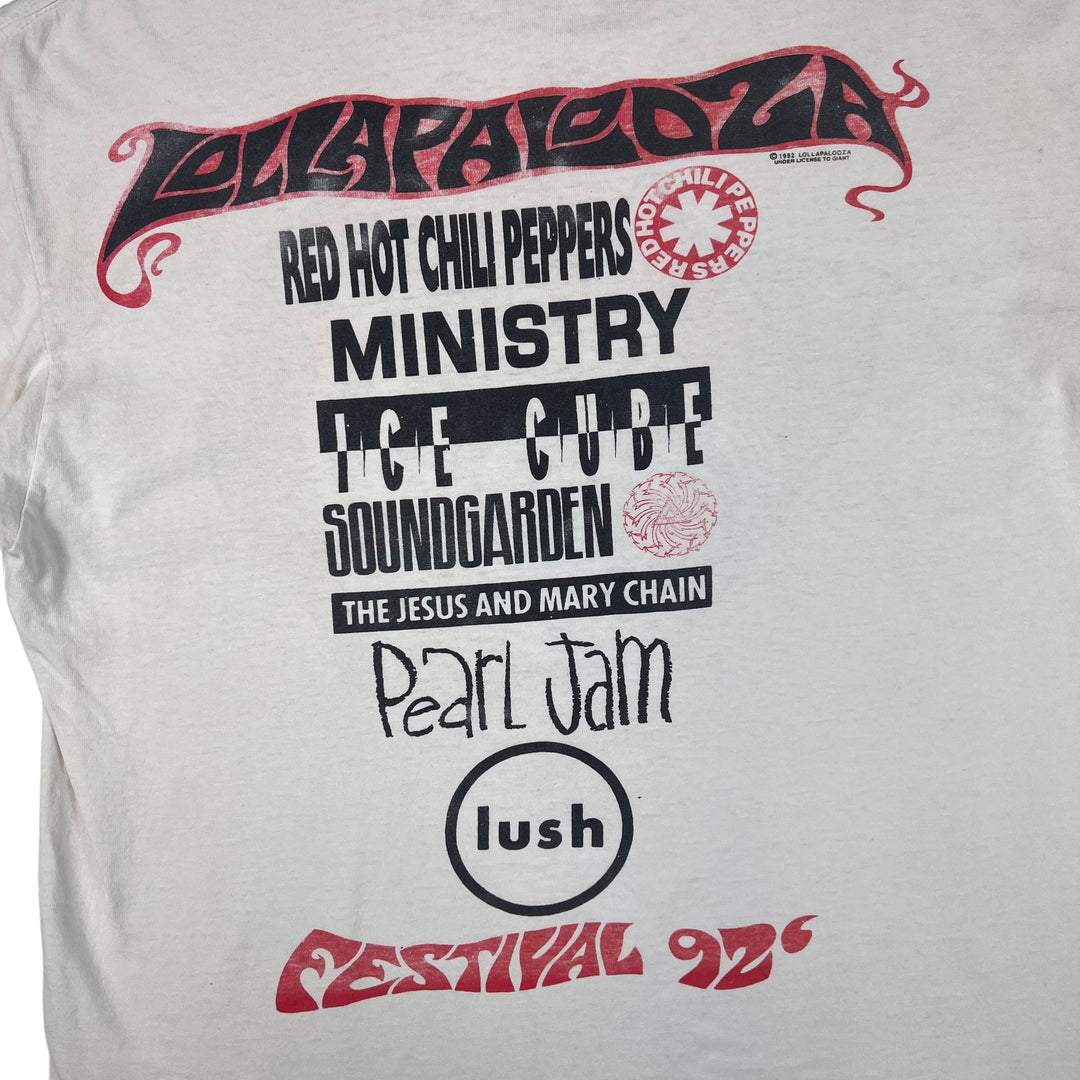 LOLLAPALOOZA
© 1992 LOLLAPALOOZA
UNDER LICENSE TO GIANT
RED HOT CHILI PEPPERS
RED HOT CHILI PEPPERS
MINISTRY
ICE CUBE
SOUNDGARDEN
THE JESUS AND MARY CHAIN
PEarL Jam
lush
FESTIVAL 92‘